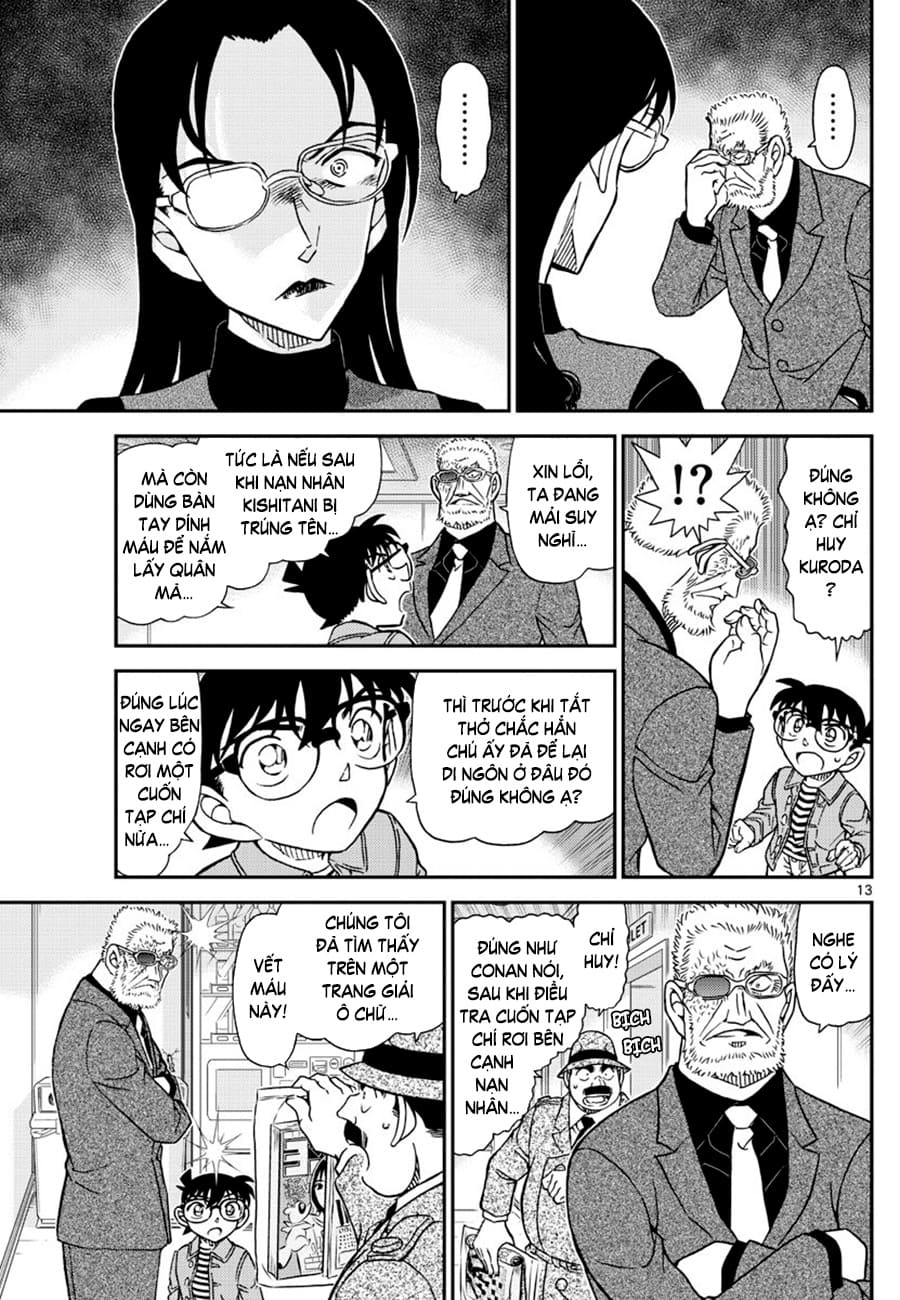 ......
......
ĐÚNG
KHÔNG
Ạ? CHỈ
HUY
KURODA
?
!?
XIN LỖI,
TA ĐANG
MẢI SUY
NGHĨ...
TỨC LÀ NẾU SAU
KHI NẠN NHÂN
KISHITANI BỊ
TRÚNG TÊN...
MÀ CÒN
DÙNG BÀN
TAY DÍNH
MÁU ĐỂ NẮM
LẤY QUÂN
MÃ...
THÌ TRƯỚC KHI TẮT
THỞ CHẮC HẲN
CHÚ ẤY ĐÃ ĐỂ LẠI
DI NGÔN Ở ĐÂU ĐÓ
ĐÚNG KHÔNG Ạ?
ĐÚNG LÚC
NGAY BÊN
CẠNH CÓ
RƠI MỘT
CUỐN
TẠP CHÍ
NỮA...
13
NGHE
CÓ LÝ
ĐẤY...
CHỈ
HUY!
LET
BỊCH
BỊCH
ĐÚNG NHƯ
CONAN NÓI,
SAU KHI ĐIỀU
TRA CUỐN TẠP
CHÍ RƠI BÊN
CẠNH NẠN
NHÂN...
CHÚNG TÔI
ĐÃ TÌM THẤY
TRÊN MỘT
TRANG GIẢI
Ô CHỮ...
VẾT
MÁU
NÀY!